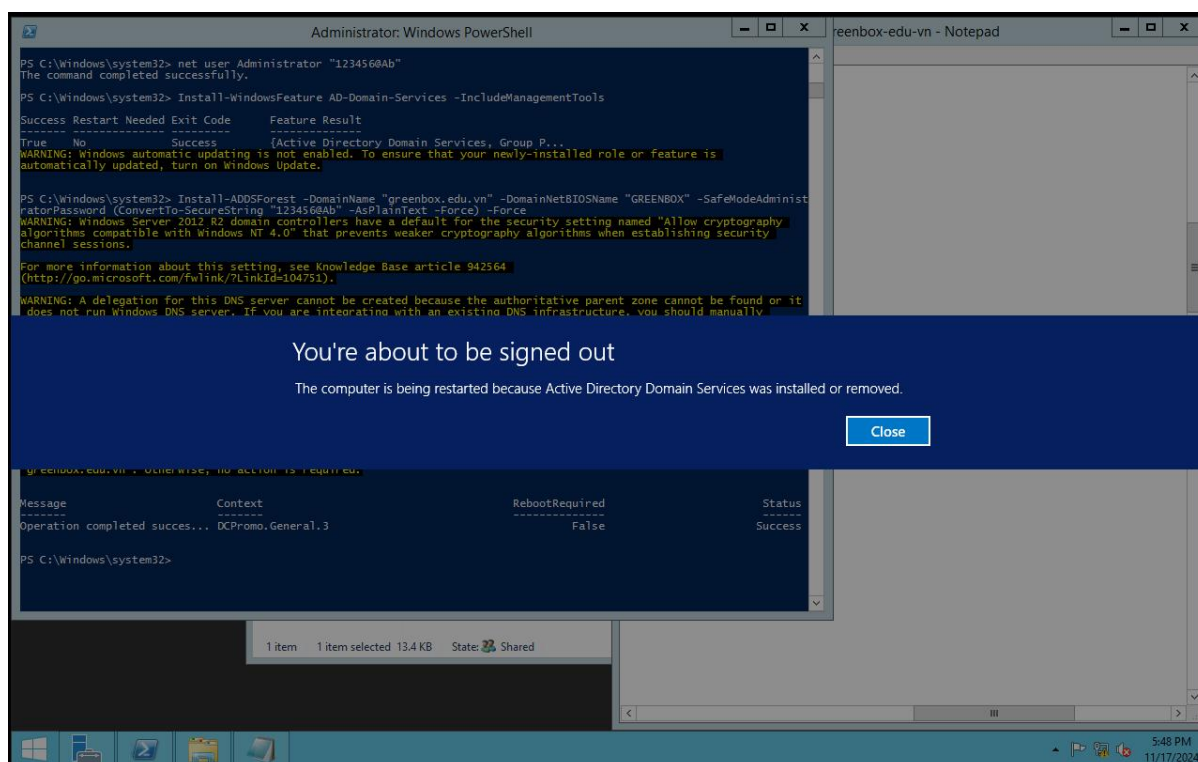 Administrator: Windows PowerShell
reenbox-edu-vn - Notepad
PS C:\Windows\system32> net user Administrator "123456@Ab"
The command completed successfully.
PS C:\Windows\system32> Install-WindowsFeature AD-Domain-Services -IncludeManagementTools
Success Restart Needed Exit Code Feature Result
------- -------------- --------- --------------
True No Success {Active Directory Domain Services, Group P...
WARNING: Windows automatic updating is not enabled. To ensure that your newly-installed role or feature is
automatically updated, turn on Windows Update.
PS C:\Windows\system32> Install-ADDSForest -DomainName "greenbox.edu.vn" -DomainNetBIOSName "GREENBOX" -SafeModeAdminist
ratorPassword (ConvertTo-SecureString "123456@Ab" -AsPlainText -Force) -Force
WARNING: Windows Server 2012 R2 domain controllers have a default for the security setting named "Allow cryptography
algorithms compatible with Windows NT 4.0" that prevents weaker cryptography algorithms when establishing security
channel sessions.
For more information about this setting, see Knowledge Base article 942564
(http://go.microsoft.com/fwlink/?LinkId=104751).
WARNING: A delegation for this DNS server cannot be created because the authoritative parent zone cannot be found or it
does not run Windows DNS server. If you are integrating with an existing DNS infrastructure, you should manually
You're about to be signed out
The computer is being restarted because Active Directory Domain Services was installed or removed.
Close
greenbox.edu.vn". Otherwise, no action is required.
Message Context RebootRequired Status
------- ------- -------------- ------
Operation completed succes... DCPromo.General.3 False Success
PS C:\Windows\system32>
1 item 1 item selected 13.4 KB State: Shared
5:48 PM
11/17/2024